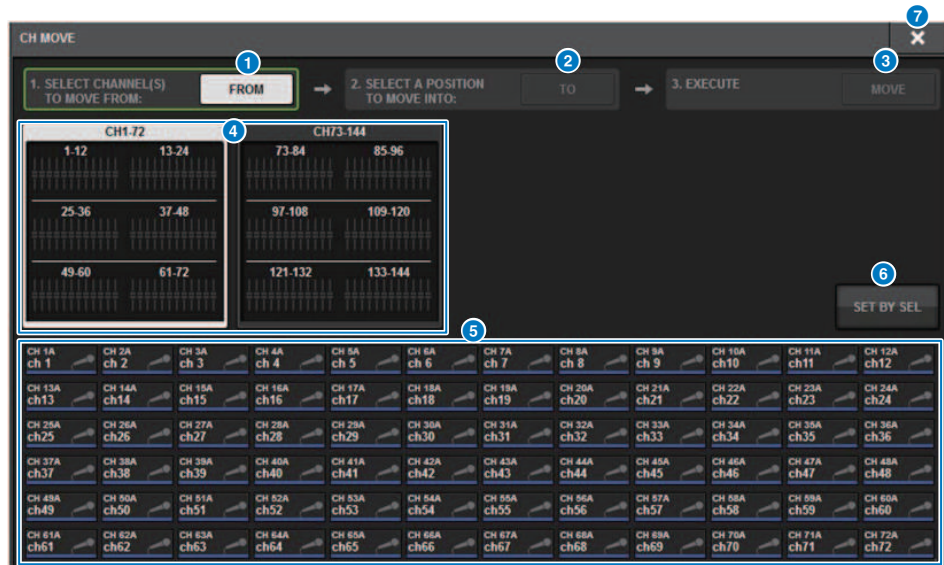 7
CH MOVE ×
1 2 3
1. SELECT CHANNEL(S) TO MOVE FROM: FROM → 2. SELECT A POSITION TO MOVE INTO: TO → 3. EXECUTE MOVE
CH1-72 4 CH73-144
1-12 13-24 73-84 85-96
25-36 37-48 97-108 109-120
49-60 61-72 121-132 133-144
6
SET BY SEL
5
CH 1A CH 2A CH 3A CH 4A CH 5A CH 6A CH 7A CH 8A CH 9A CH 10A CH 11A CH 12A
ch 1 ch 2 ch 3 ch 4 ch 5 ch 6 ch 7 ch 8 ch 9 ch10 ch11 ch12
CH 13A CH 14A CH 15A CH 16A CH 17A CH 18A CH 19A CH 20A CH 21A CH 22A CH 23A CH 24A
ch13 ch14 ch15 ch16 ch17 ch18 ch19 ch20 ch21 ch22 ch23 ch24
CH 25A CH 26A CH 27A CH 28A CH 29A CH 30A CH 31A CH 32A CH 33A CH 34A CH 35A CH 36A
ch25 ch26 ch27 ch28 ch29 ch30 ch31 ch32 ch33 ch34 ch35 ch36
CH 37A CH 38A CH 39A CH 40A CH 41A CH 42A CH 43A CH 44A CH 45A CH 46A CH 47A CH 48A
ch37 ch38 ch39 ch40 ch41 ch42 ch43 ch44 ch45 ch46 ch47 ch48
CH 49A CH 50A CH 51A CH 52A CH 53A CH 54A CH 55A CH 56A CH 57A CH 58A CH 59A CH 60A
ch49 ch50 ch51 ch52 ch53 ch54 ch55 ch56 ch57 ch58 ch59 ch60
CH 61A CH 62A CH 63A CH 64A CH 65A CH 66A CH 67A CH 68A CH 69A CH 70A CH 71A CH 72A
ch61 ch62 ch63 ch64 ch65 ch66 ch67 ch68 ch69 ch70 ch71 ch72